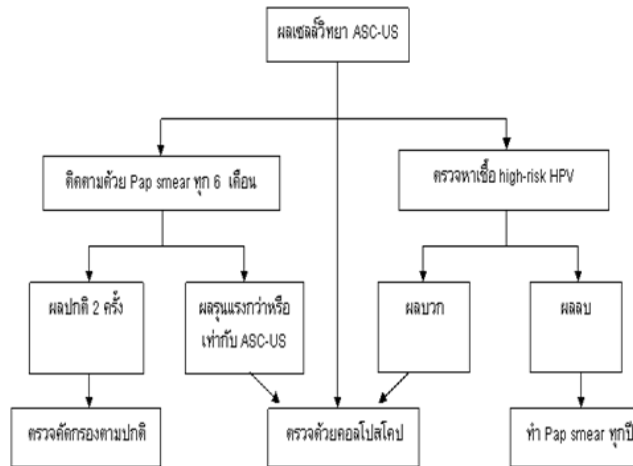 ผลเซลล์วิทยา ASC-US
ติดตามด้วย Pap smear ทุก 6 เดือน
ตรวจหาเชื้อ high-risk HPV
ผลปกติ 2 ครั้ง
ผลรุนแรงกว่าหรือ
เท่ากับ ASC-US
ผลบวก
ผลลบ
ตรวจคัดกรองตามปกติ
ตรวจด้วยคอลโปสโคป
ทำ Pap smear ทุกปี